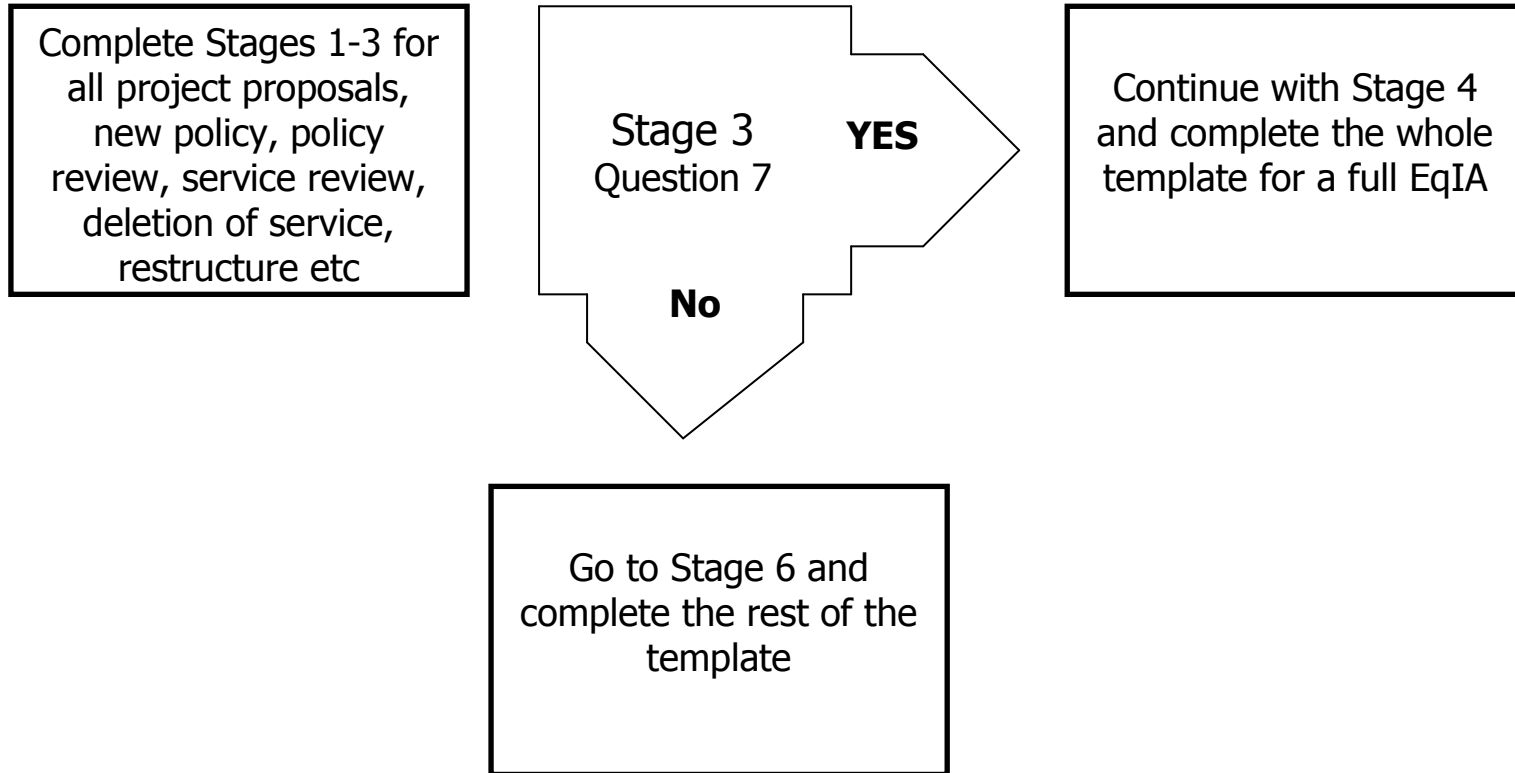 Complete Stages 1-3 for
all project proposals,
new policy, policy
review, service review,
deletion of service,
restructure etc
Stage 3
Question 7
YES
No
Continue with Stage 4
and complete the whole
template for a full EqIA
Go to Stage 6 and
complete the rest of the
template